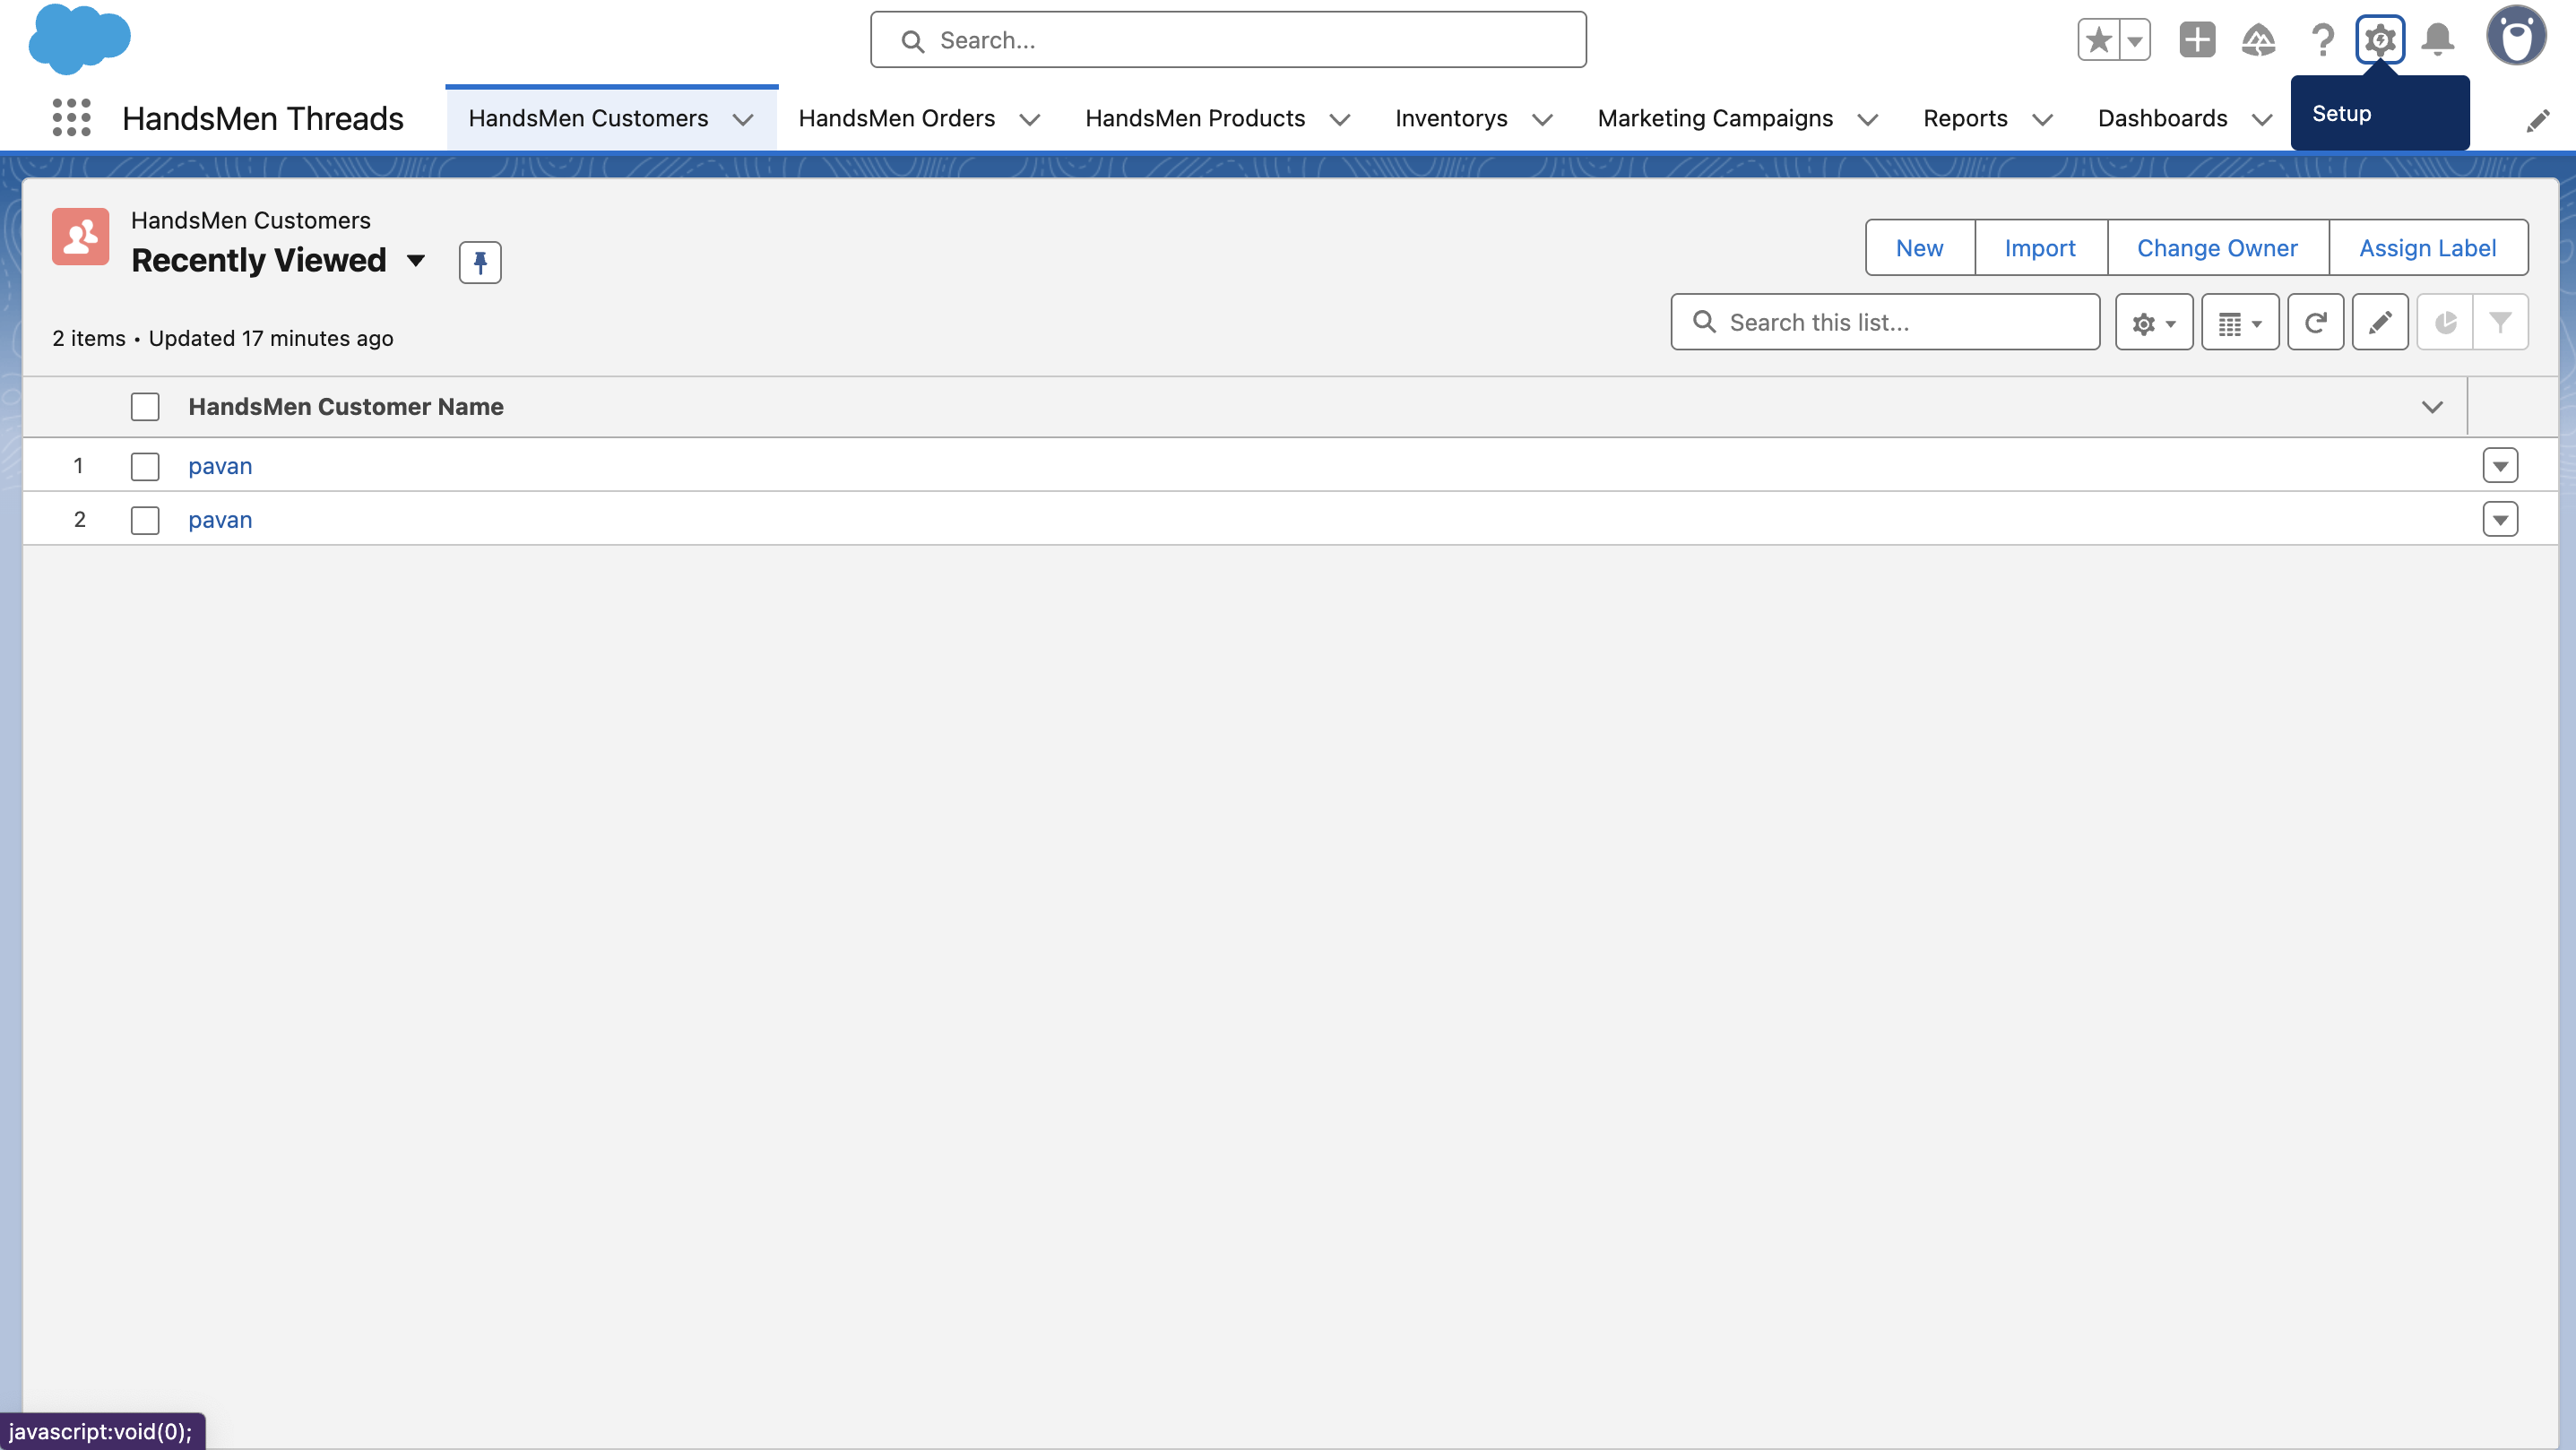 Search...
HandsMen Threads
HandsMen Customers
HandsMen Orders
HandsMen Products
Inventorys
Marketing Campaigns
Reports
Dashboards
Setup
HandsMen Customers
Recently Viewed
New
Import
Change Owner
Assign Label
2 items • Updated 17 minutes ago
Search this list...
HandsMen Customer Name
1 pavan
2 pavan
javascript:void(0);